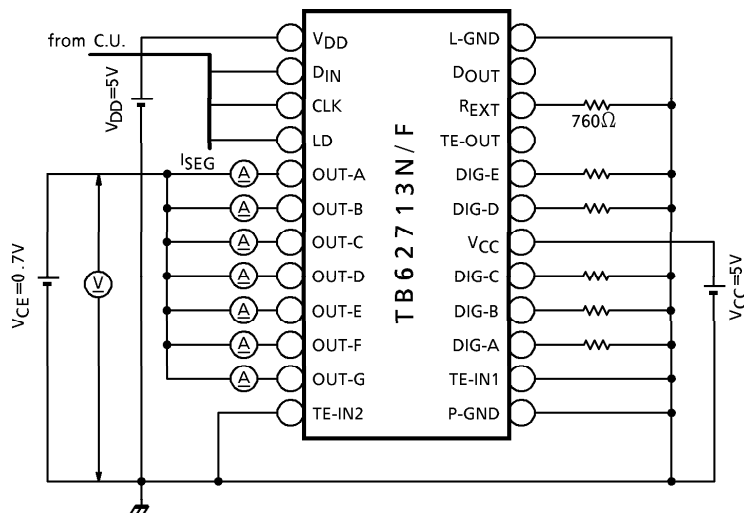 from C.U.
VDD=5V
ISEG
VCE=0.7V
V
A
A
A
A
A
A
A
VDD
DIN
CLK
LD
OUT-A
OUT-B
OUT-C
OUT-D
OUT-E
OUT-F
OUT-G
TE-IN2
TB62713N/F
L-GND
DOUT
REXT
TE-OUT
DIG-E
DIG-D
VCC
DIG-C
DIG-B
DIG-A
TE-IN1
P-GND
760Ω
VCC=5V